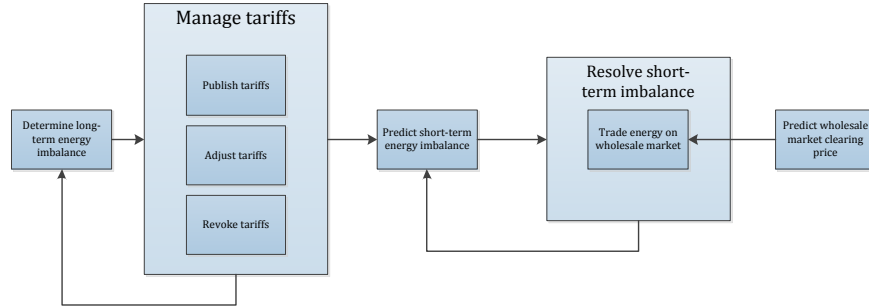 Manage tariffs
Publish tariffs
Adjust tariffs
Revoke tariffs
Determine long-
term energy
imbalance
Predict short-term
energy imbalance
Resolve short-
term imbalance
Trade energy on
wholesale market
Predict wholesale
market clearing
price